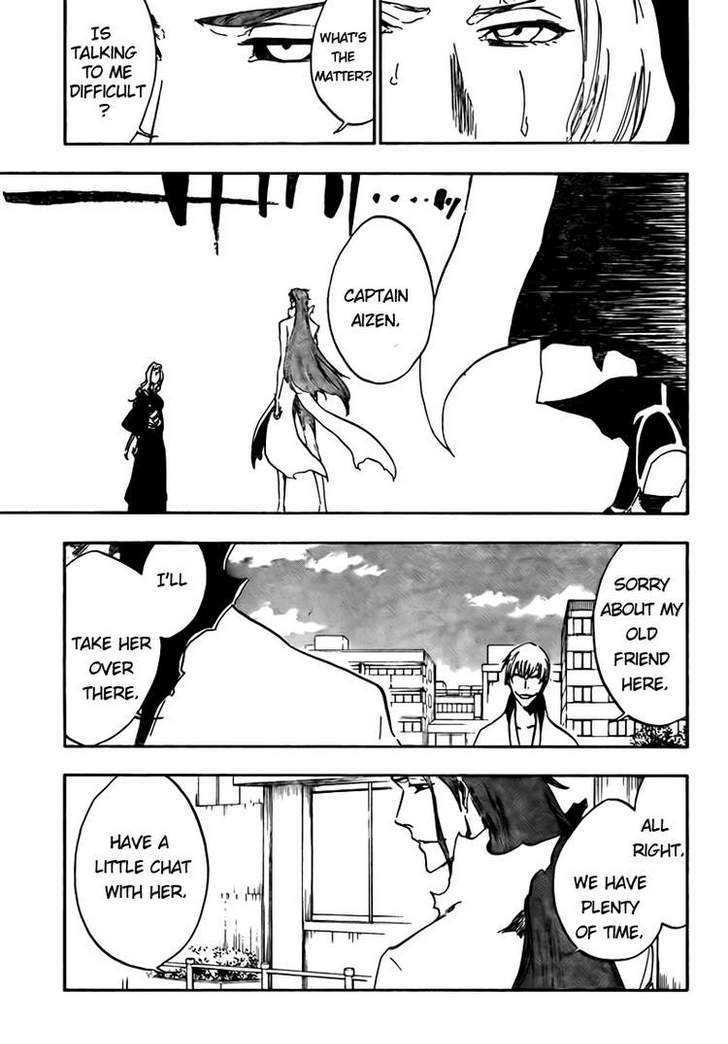 WHAT'S
THE
MATTER?
IS
TALKING
TO ME
DIFFICULT
?
CAPTAIN
AIZEN.
SORRY
ABOUT MY
OLD
FRIEND
HERE.
I'LL
TAKE HER
OVER
THERE.
ALL
RIGHT.
WE HAVE
PLENTY
OF TIME.
HAVE A
LITTLE CHAT
WITH HER.